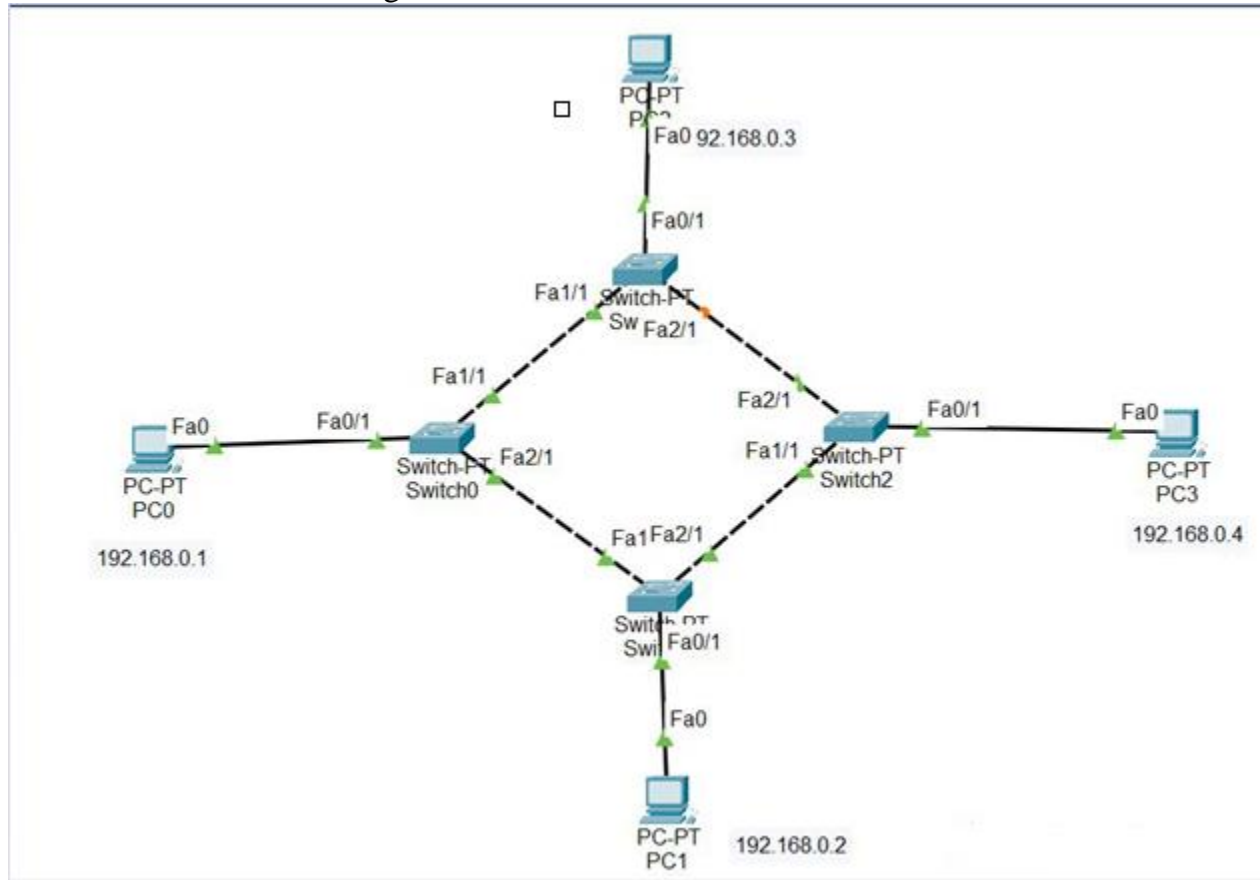 PC-PT
Fa0
92.168.0.3
Fa0/1
Fa1/1
Switch-PT
Sw
Fa2/1
Fa1/1
Fa2/1
Fa0/1
Fa0
Fa0
Fa0/1
Switch-PT
Switch0
Fa2/1
Fa1/1
Switch-PT
Switch2
PC-PT
PC3
PC-PT
PC0
192.168.0.4
192.168.0.1
Fa1
Fa2/1
Fa0/1
Fa0
PC-PT
PC1
192.168.0.2